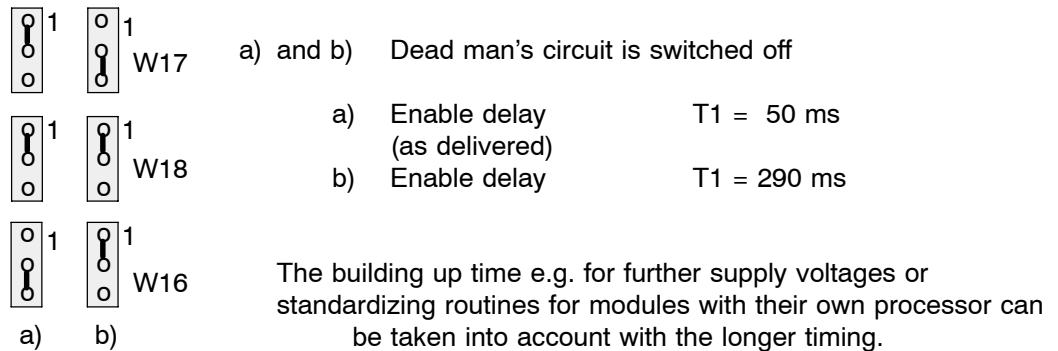 1 1
W17
a) and b) Dead man's circuit is switched off
a) Enable delay T1 = 50 ms
(as delivered)
1 1
W18
b) Enable delay T1 = 290 ms
1 1
W16
The building up time e.g. for further supply voltages or
standardizing routines for modules with their own processor can
be taken into account with the longer timing.
a) b)